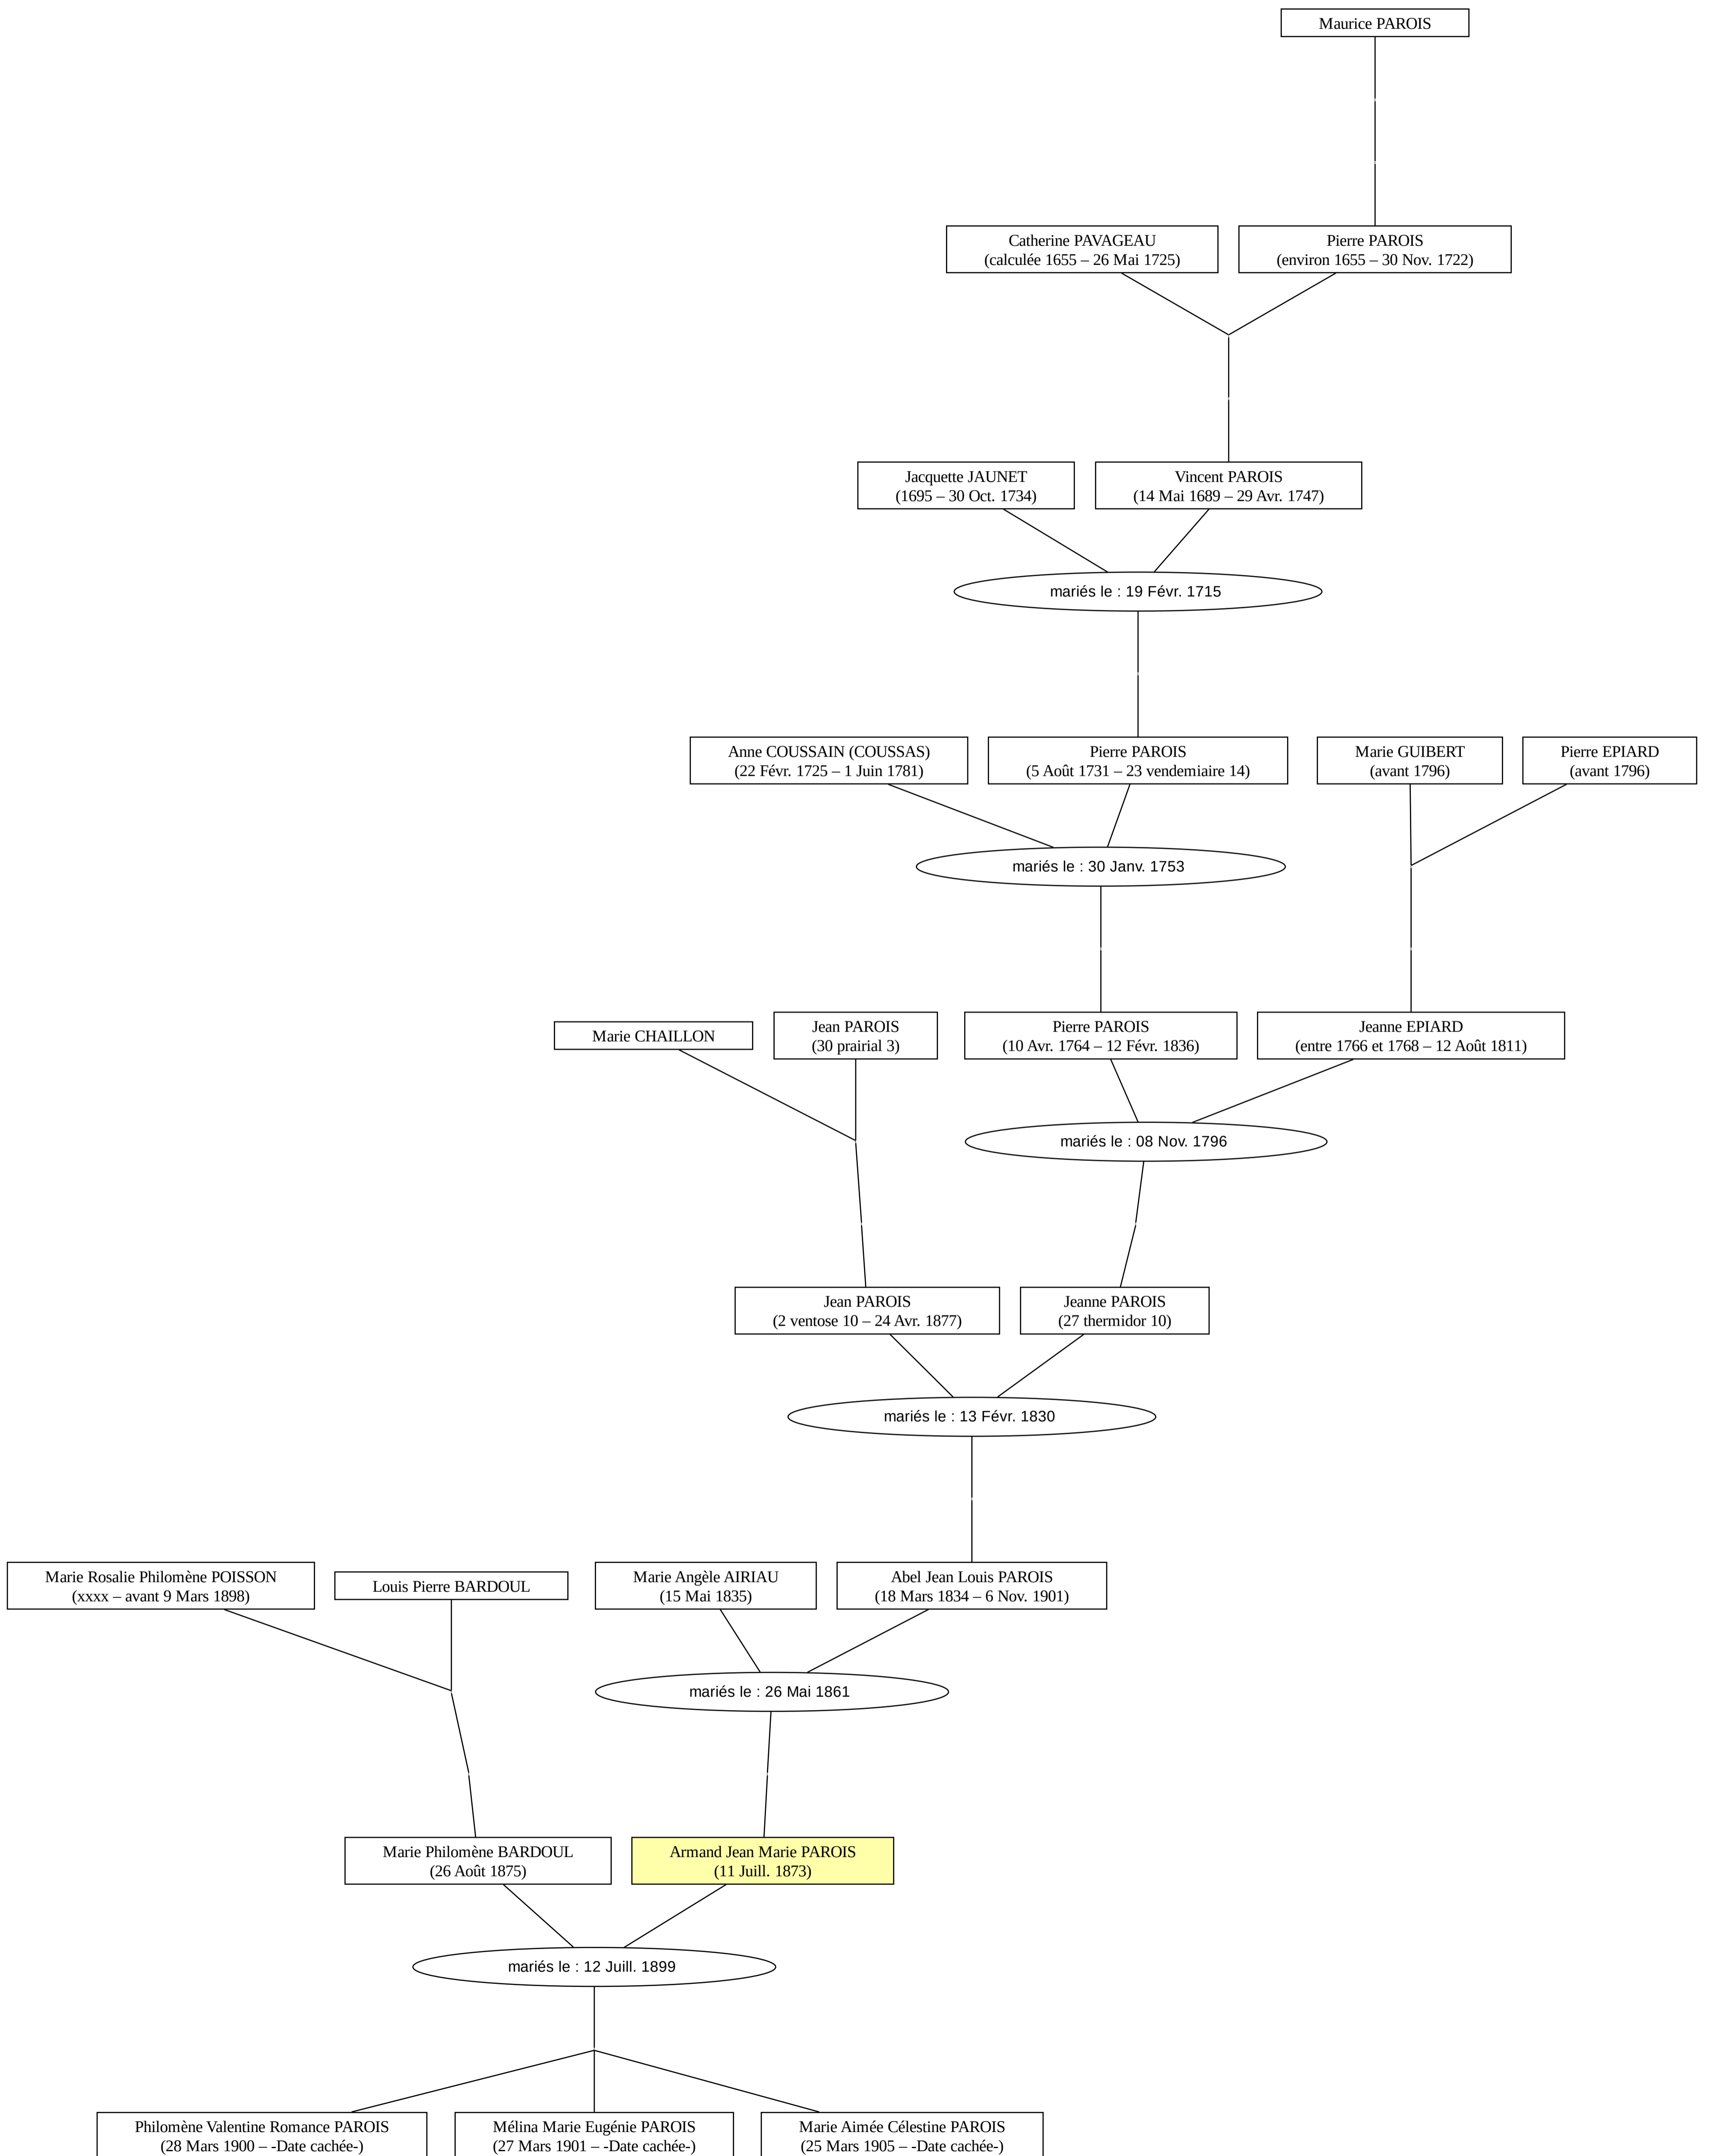 Maurice PAROIS
Catherine PAVAGEAU
(calculée 1655 – 26 Mai 1725)
Pierre PAROIS
(environ 1655 – 30 Nov. 1722)
Jacquette JAUNET
(1695 – 30 Oct. 1734)
Vincent PAROIS
(14 Mai 1689 – 29 Avr. 1747)
mariés le : 19 Févr. 1715
Anne COUSSAIN (COUSSAS)
(22 Févr. 1725 – 1 Juin 1781)
Pierre PAROIS
(5 Août 1731 – 23 vendemiaire 14)
Marie GUIBERT
(avant 1796)
Pierre EPIARD
(avant 1796)
mariés le : 30 Janv. 1753
Marie CHAILLON
Jean PAROIS
(30 prairial 3)
Pierre PAROIS
(10 Avr. 1764 – 12 Févr. 1836)
Jeanne EPIARD
(entre 1766 et 1768 – 12 Août 1811)
mariés le : 08 Nov. 1796
Jean PAROIS
(2 ventose 10 – 24 Avr. 1877)
Jeanne PAROIS
(27 thermidor 10)
mariés le : 13 Févr. 1830
Marie Rosalie Philomène POISSON
(xxxx – avant 9 Mars 1898)
Louis Pierre BARDOUL
Marie Angèle AIRIAU
(15 Mai 1835)
Abel Jean Louis PAROIS
(18 Mars 1834 – 6 Nov. 1901)
mariés le : 26 Mai 1861
Marie Philomène BARDOUL
(26 Août 1875)
Armand Jean Marie PAROIS
(11 Juill. 1873)
mariés le : 12 Juill. 1899
Philomène Valentine Romance PAROIS
(28 Mars 1900 – -Date cachée-)
Mélina Marie Eugénie PAROIS
(27 Mars 1901 – -Date cachée-)
Marie Aimée Célestine PAROIS
(25 Mars 1905 – -Date cachée-)